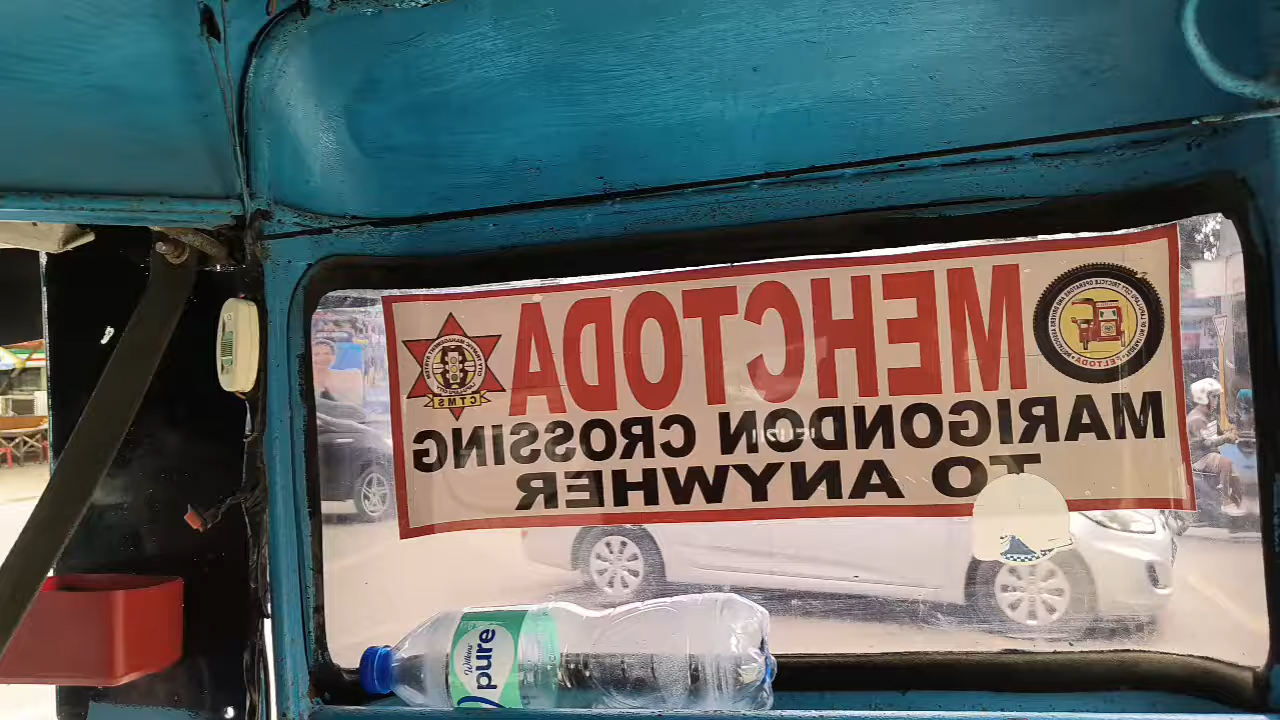 MEHCTODA
MARIGONDON CROSSING
TO ANYWHER
CTMS
Wilkins
pure